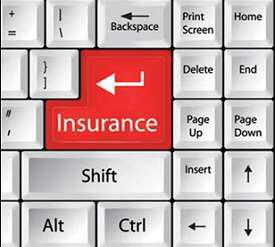 +
=
|
\
Backspace
Print
Screen
Home
}
]
Delete
End
"
Insurance
Page
Up
Page
Down
Shift
Insert
Alt
Ctrl